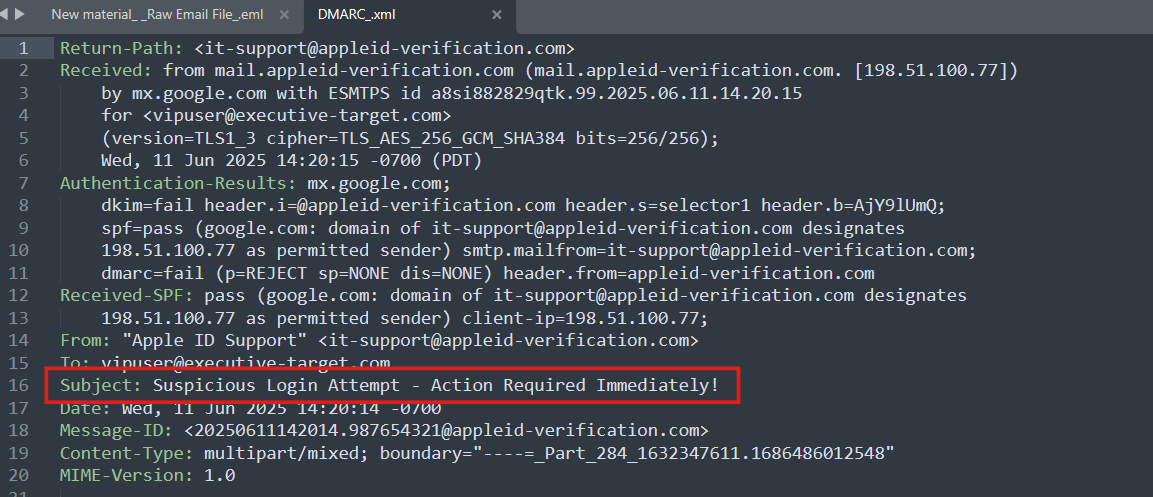 New material_ _Raw Email File_.eml
DMARC_.xml
1 Return-Path: <it-support@appleid-verification.com>
2 Received: from mail.appleid-verification.com (mail.appleid-verification.com. [198.51.100.77])
3 by mx.google.com with ESMTPS id a8si882829qtk.99.2025.06.11.14.20.15
4 for <vipuser@executive-target.com>
5 (version=TLS1_3 cipher=TLS_AES_256_GCM_SHA384 bits=256/256);
6 Wed, 11 Jun 2025 14:20:15 -0700 (PDT)
7 Authentication-Results: mx.google.com;
8 dkim=fail header.i=@appleid-verification.com header.s=selector1 header.b=AjY9lUmQ;
9 spf=pass (google.com: domain of it-support@appleid-verification.com designates
10 198.51.100.77 as permitted sender) smtp.mailfrom=it-support@appleid-verification.com;
11 dmarc=fail (p=REJECT sp=NONE dis=NONE) header.from=appleid-verification.com
12 Received-SPF: pass (google.com: domain of it-support@appleid-verification.com designates
13 198.51.100.77 as permitted sender) client-ip=198.51.100.77;
14 From: "Apple ID Support" <it-support@appleid-verification.com>
15 To: vipuser@executive-target.com
16 Subject: Suspicious Login Attempt - Action Required Immediately!
17 Date: Wed, 11 Jun 2025 14:20:14 -0700
18 Message-ID: <20250611142014.987654321@appleid-verification.com>
19 Content-Type: multipart/mixed; boundary="----=_Part_284_1632347611.1686486012548"
20 MIME-Version: 1.0
21